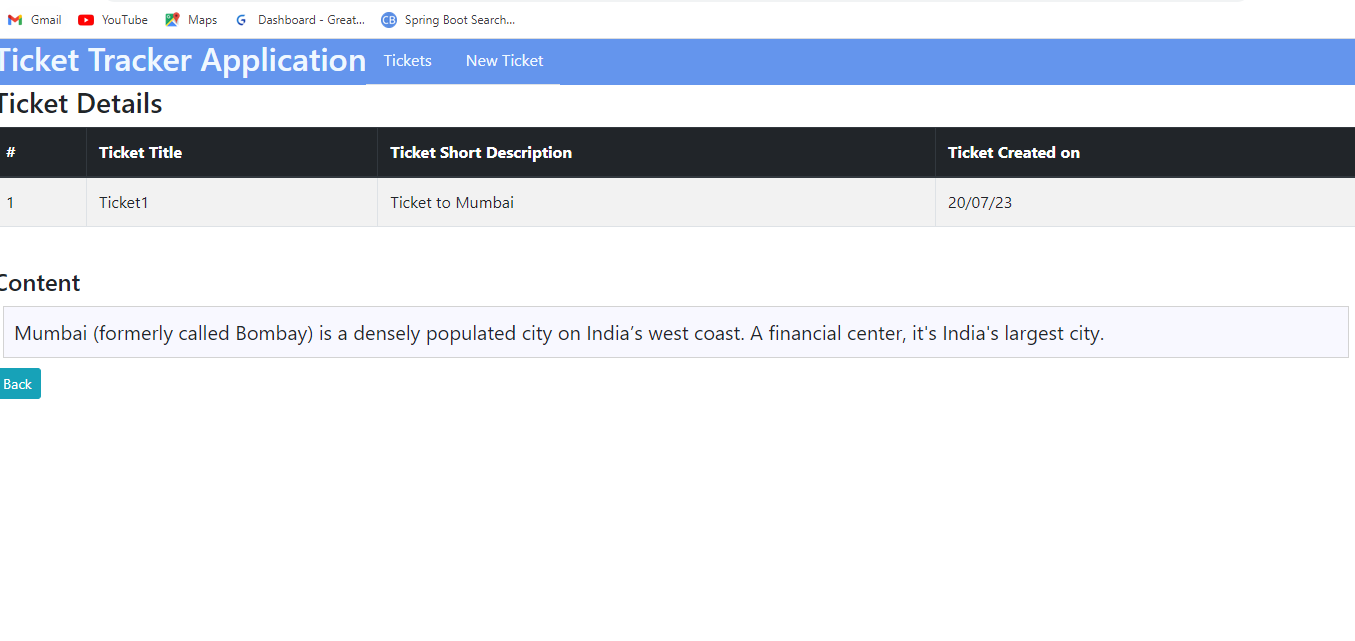 Gmail YouTube Maps Dashboard - Great... CB Spring Boot Search...
Ticket Tracker Application Tickets New Ticket
Ticket Details
# Ticket Title Ticket Short Description Ticket Created on
1 Ticket1 Ticket to Mumbai 20/07/23
Content
Mumbai (formerly called Bombay) is a densely populated city on India’s west coast. A financial center, it's India's largest city.
Back